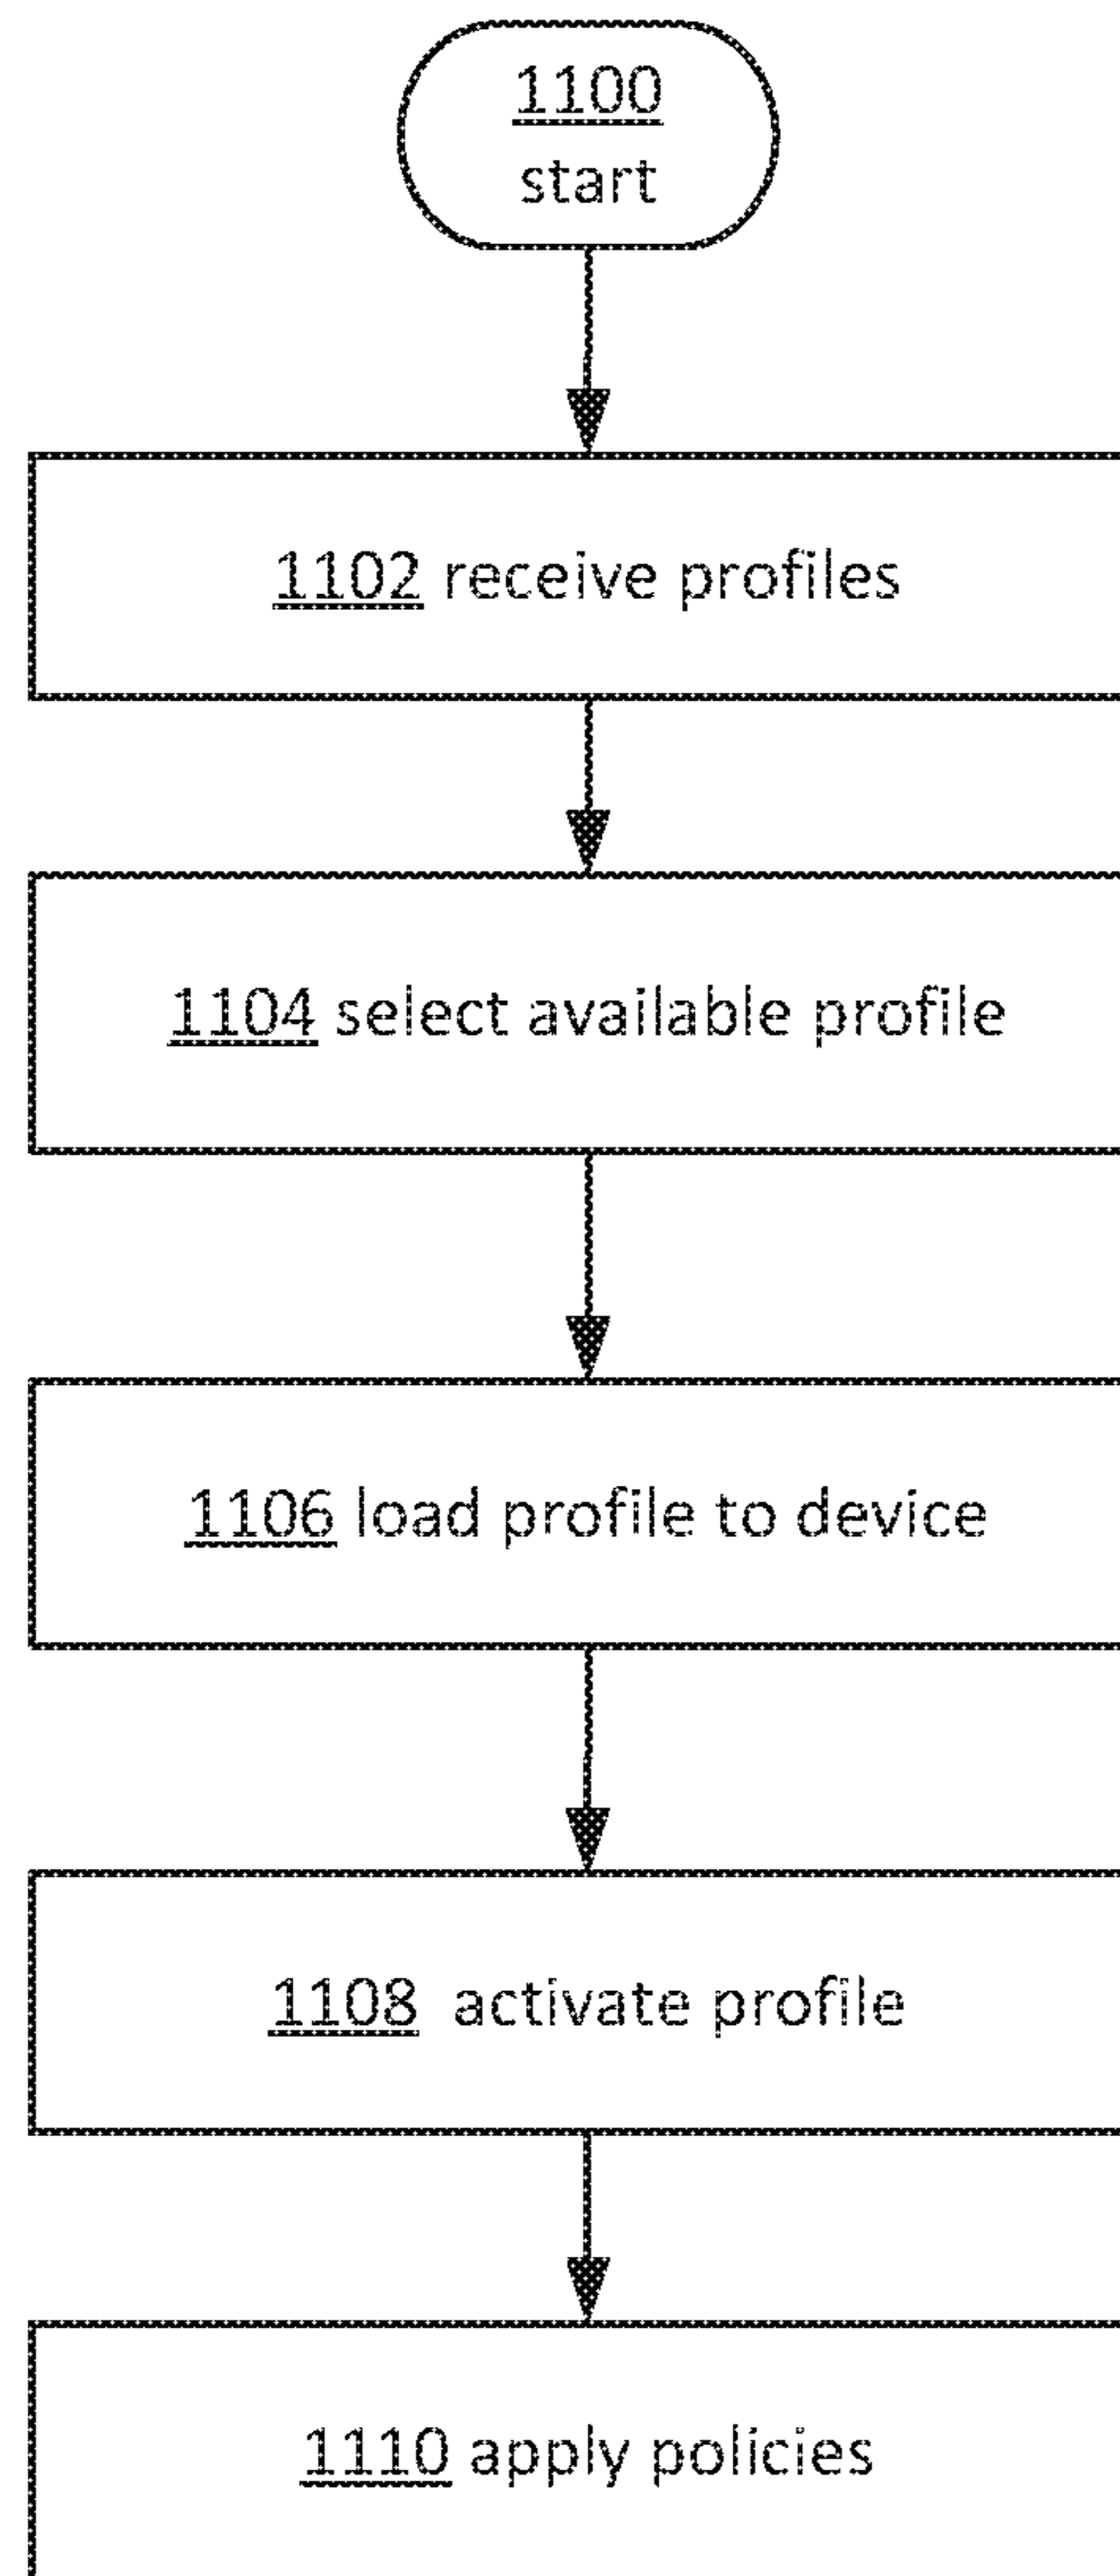 1100
start
1102 receive profiles
1104 select available profile
1106 load profile to device
1108 activate profile
1110 apply policies